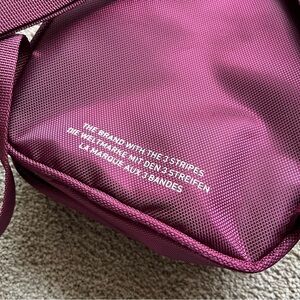 THE BRAND WITH THE 3 STRIPES
DIE WELTMARKE MIT DEN 3 STREIFEN
LA MARQUE AUX 3 BANDES